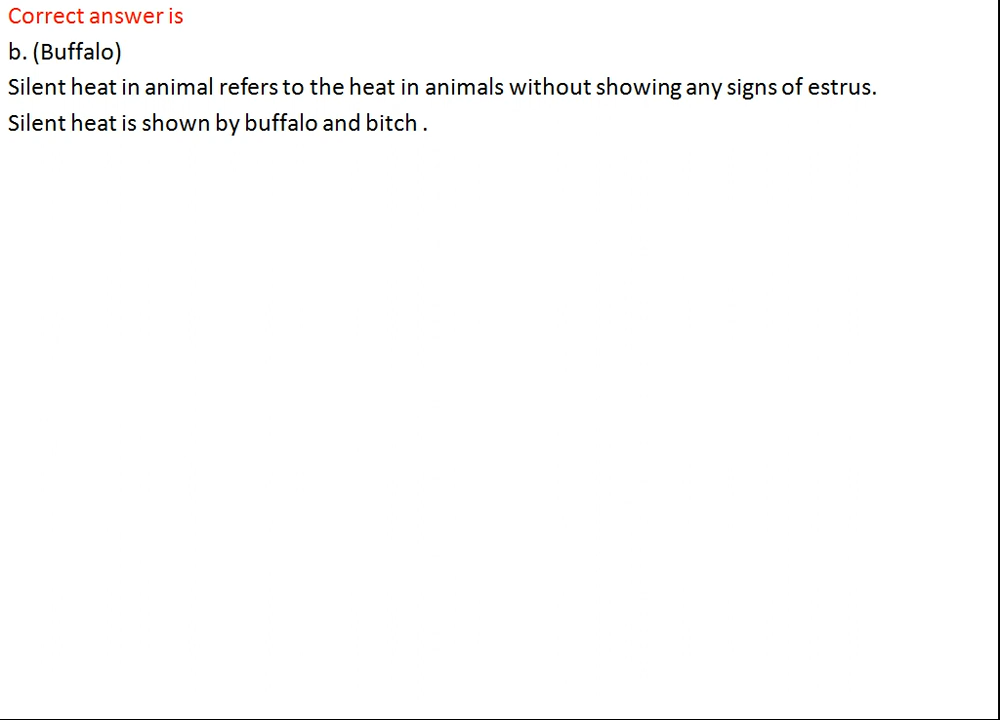 Correct answer is
b. (Buffalo)
Silent heat in animal refers to the heat in animals without showing any signs of estrus.
Silent heat is shown by buffalo and bitch .